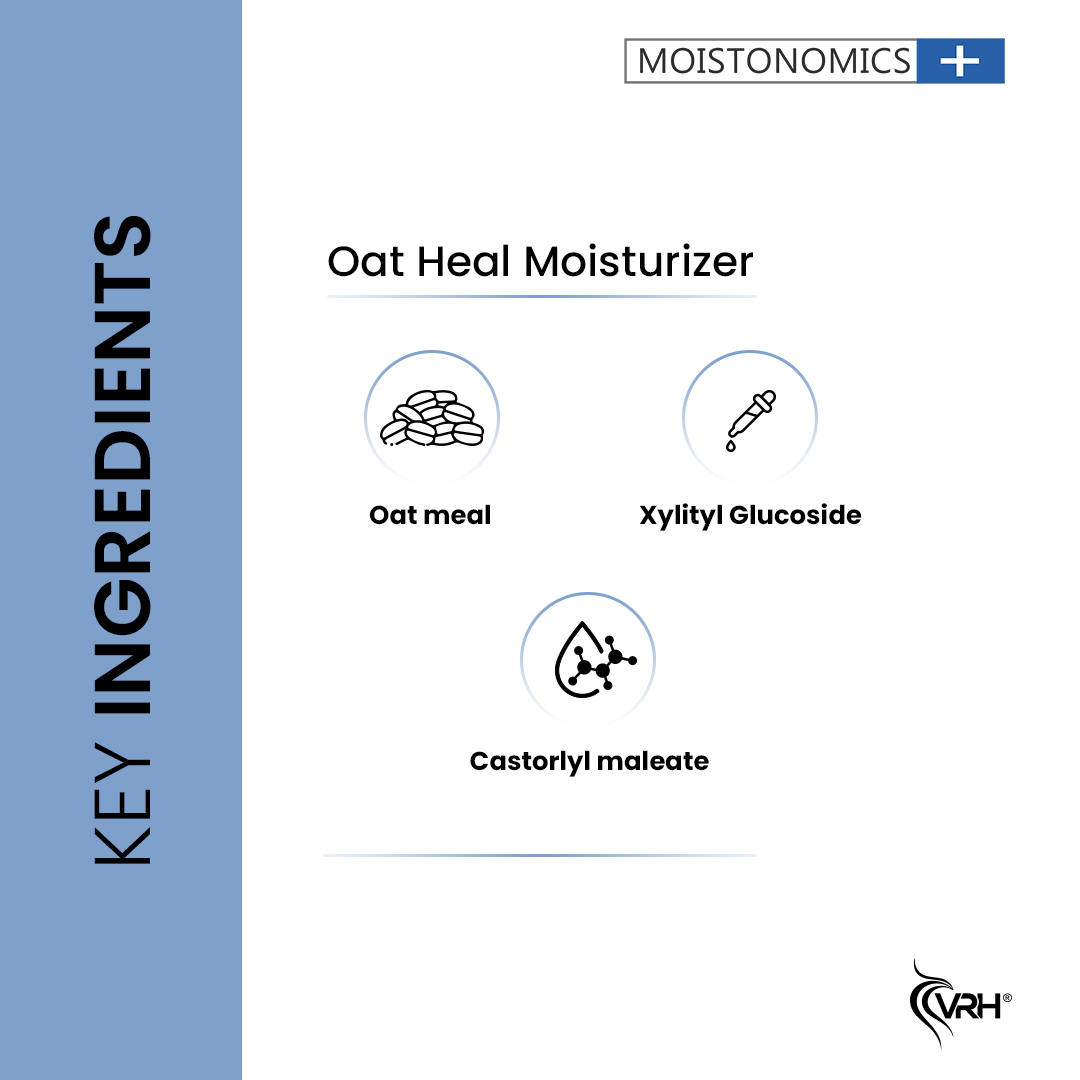 MOISTONOMICS +
KEY INGREDIENTS
Oat Heal Moisturizer
Oat meal
Xylityl Glucoside
Castorlyl maleate
VRH®